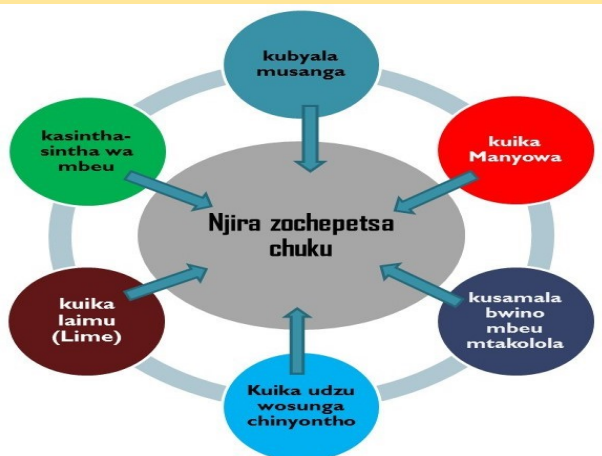 kubyala
musanga
kuika
Manyowa
kusamala
bwino
mbeu
mtakolola
Kuika udzu
wosunga
chinyontho
kuika
laimu
(Lime)
kasintha-
sintha wa
mbeu
Njira zochepetsa
chuku